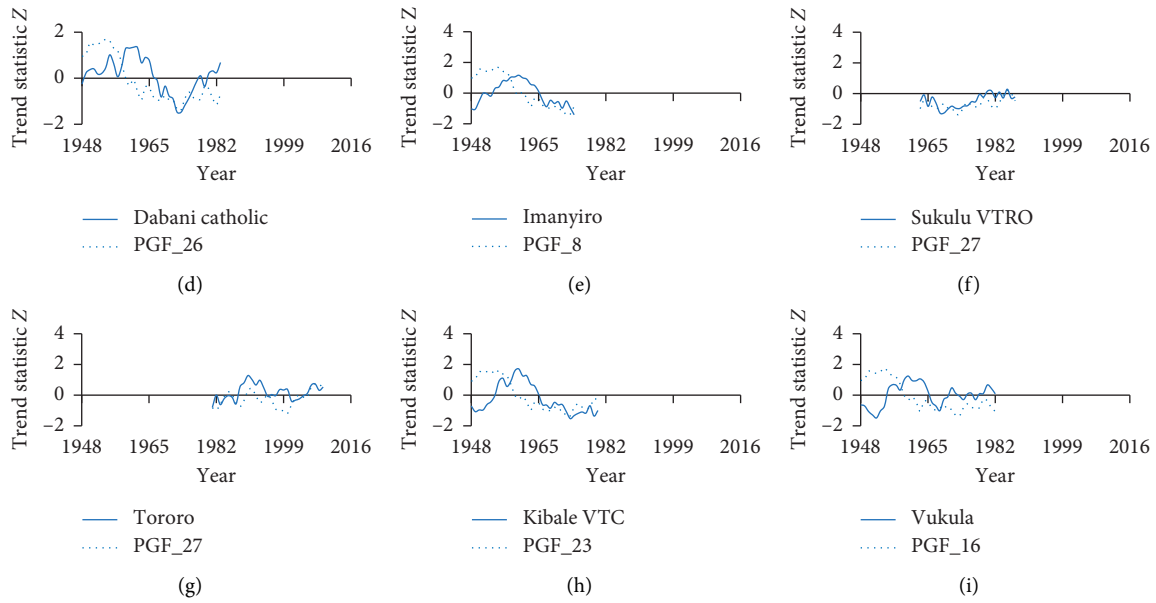 Trend statistic Z
2
0
−2
1948 1965 1982 1999 2016
Year
Dabani catholic
PGF_26
(d)
Trend statistic Z
4
2
0
−2
1948 1965 1982 1999 2016
Year
Imanyiro
PGF_8
(e)
Trend statistic Z
4
2
0
−2
1948 1965 1982 1999 2016
Year
Sukulu VTRO
PGF_27
(f)
Trend statistic Z
4
2
0
−2
1948 1965 1982 1999 2016
Year
Tororo
PGF_27
(g)
Trend statistic Z
4
2
0
−2
1948 1965 1982 1999 2016
Year
Kibale VTC
PGF_23
(h)
Trend statistic Z
4
2
0
−2
1948 1965 1982 1999 2016
Year
Vukula
PGF_16
(i)